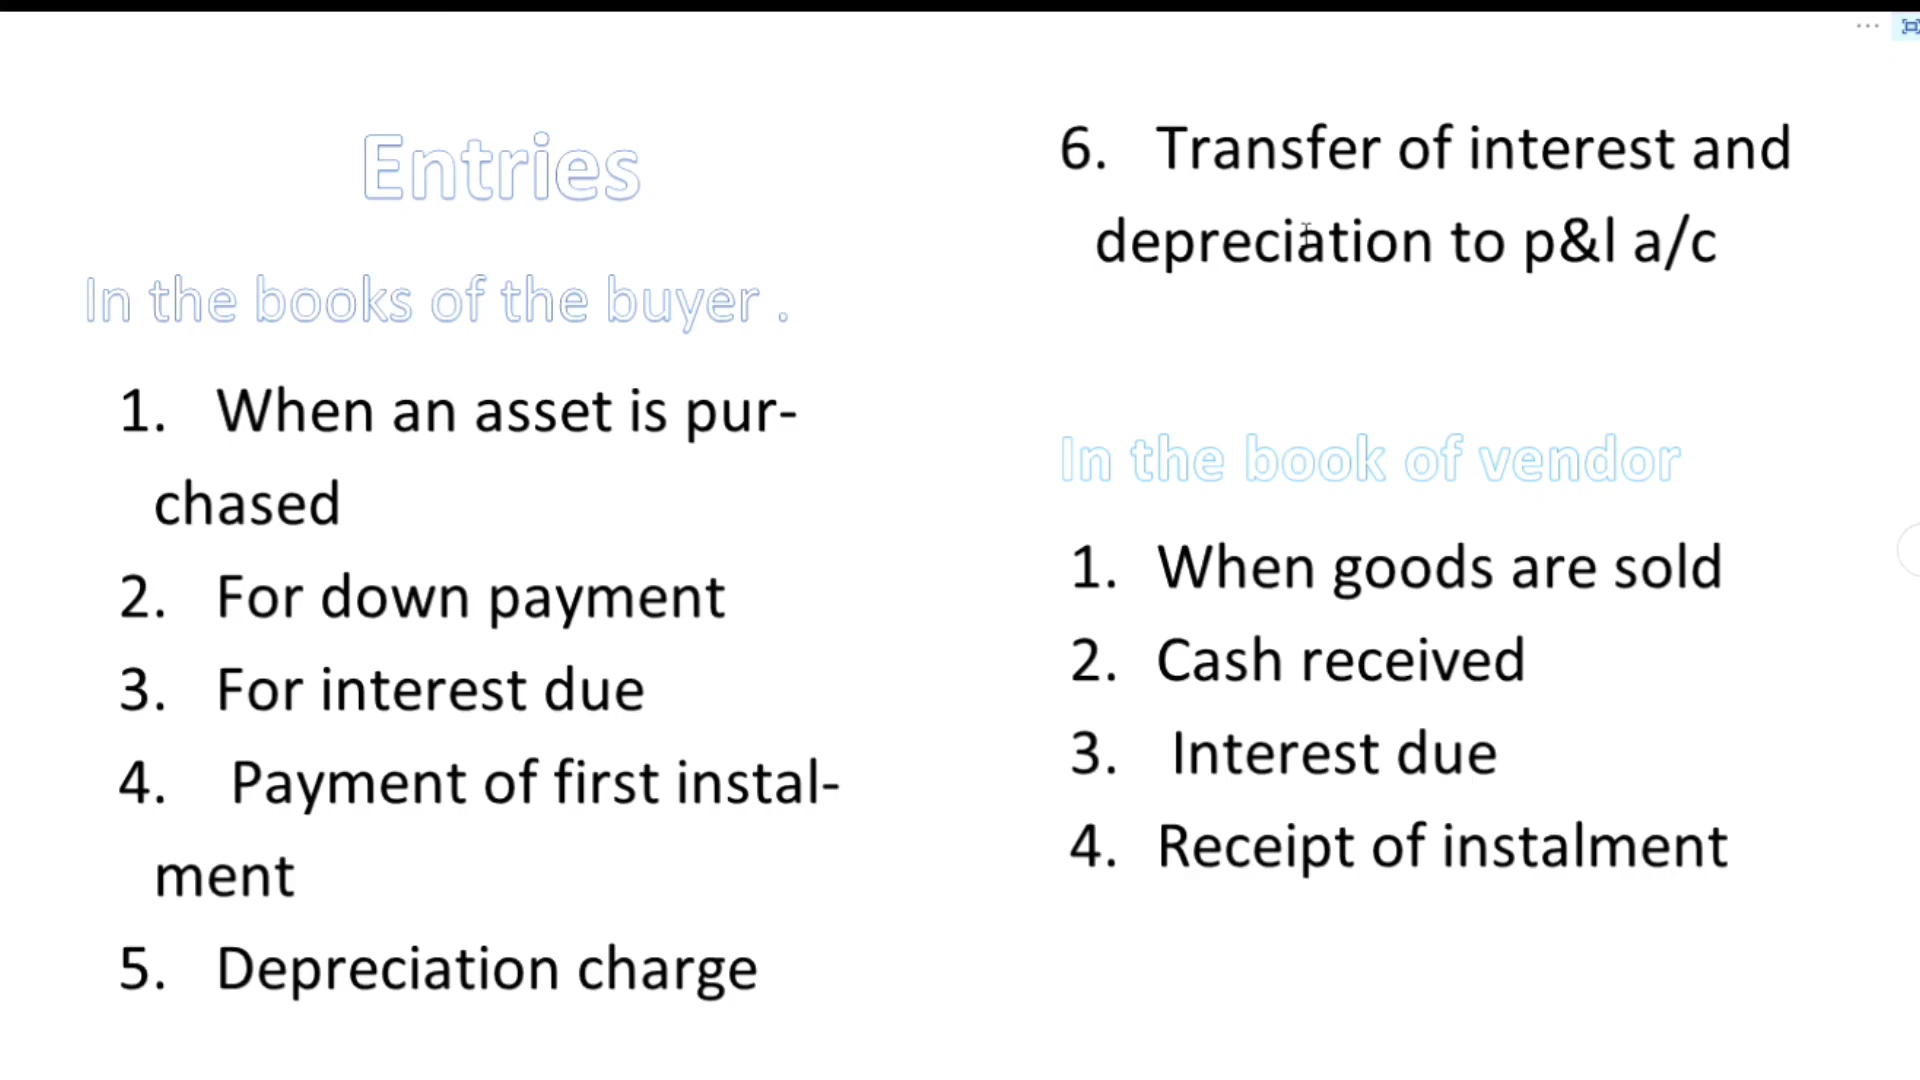 Entries
In the books of the buyer .
1. When an asset is pur-
chased
2. For down payment
3. For interest due
4. Payment of first instal-
ment
5. Depreciation charge
6. Transfer of interest and
depreciation to p&l a/c
In the book of vendor
1. When goods are sold
2. Cash received
3. Interest due
4. Receipt of instalment